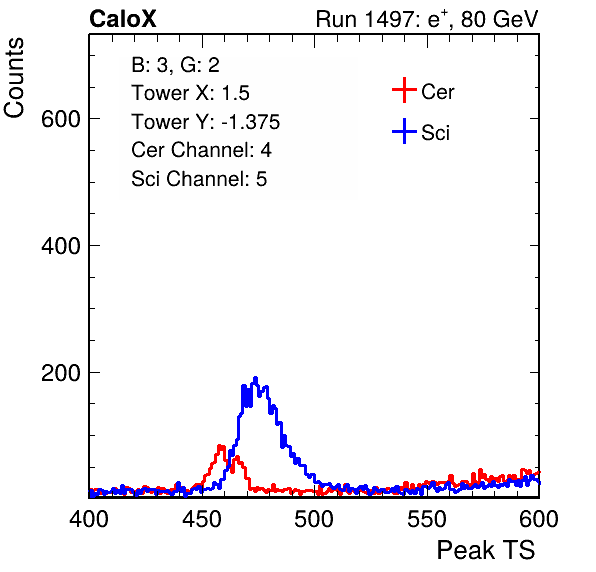 CaloX Run 1497: e+, 80 GeV
Counts
B: 3, G: 2
Tower X: 1.5
Tower Y: -1.375
Cer Channel: 4
Sci Channel: 5
Cer
Sci
600
400
200
400 450 500 550 600
Peak TS